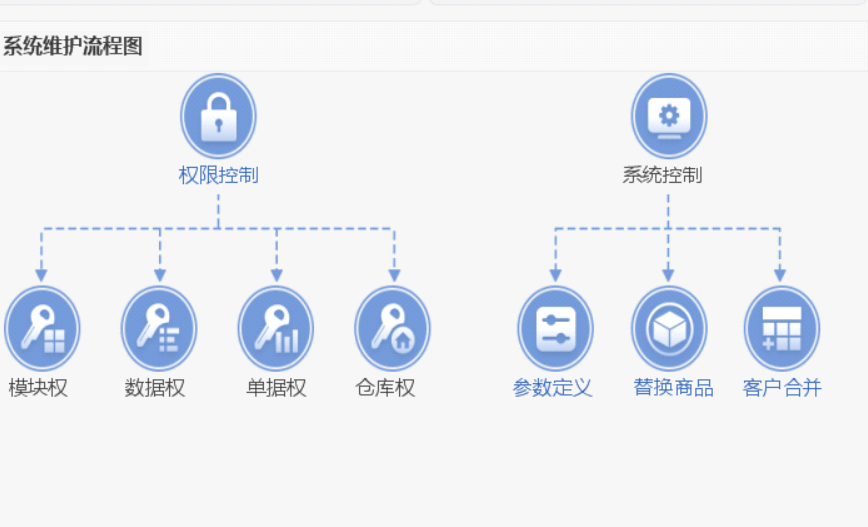 系统维护流程图
权限控制
系统控制
模块权
数据权
单据权
仓库权
参数定义
替换商品
客户合并